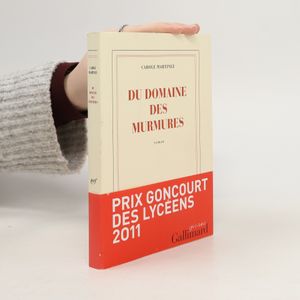 CAROLE MARTINEZ
DU DOMAINE
DES
MURMURES
roman
nrf
PRIX GONCOURT
DES LYCÉENS
2011
Gallimard